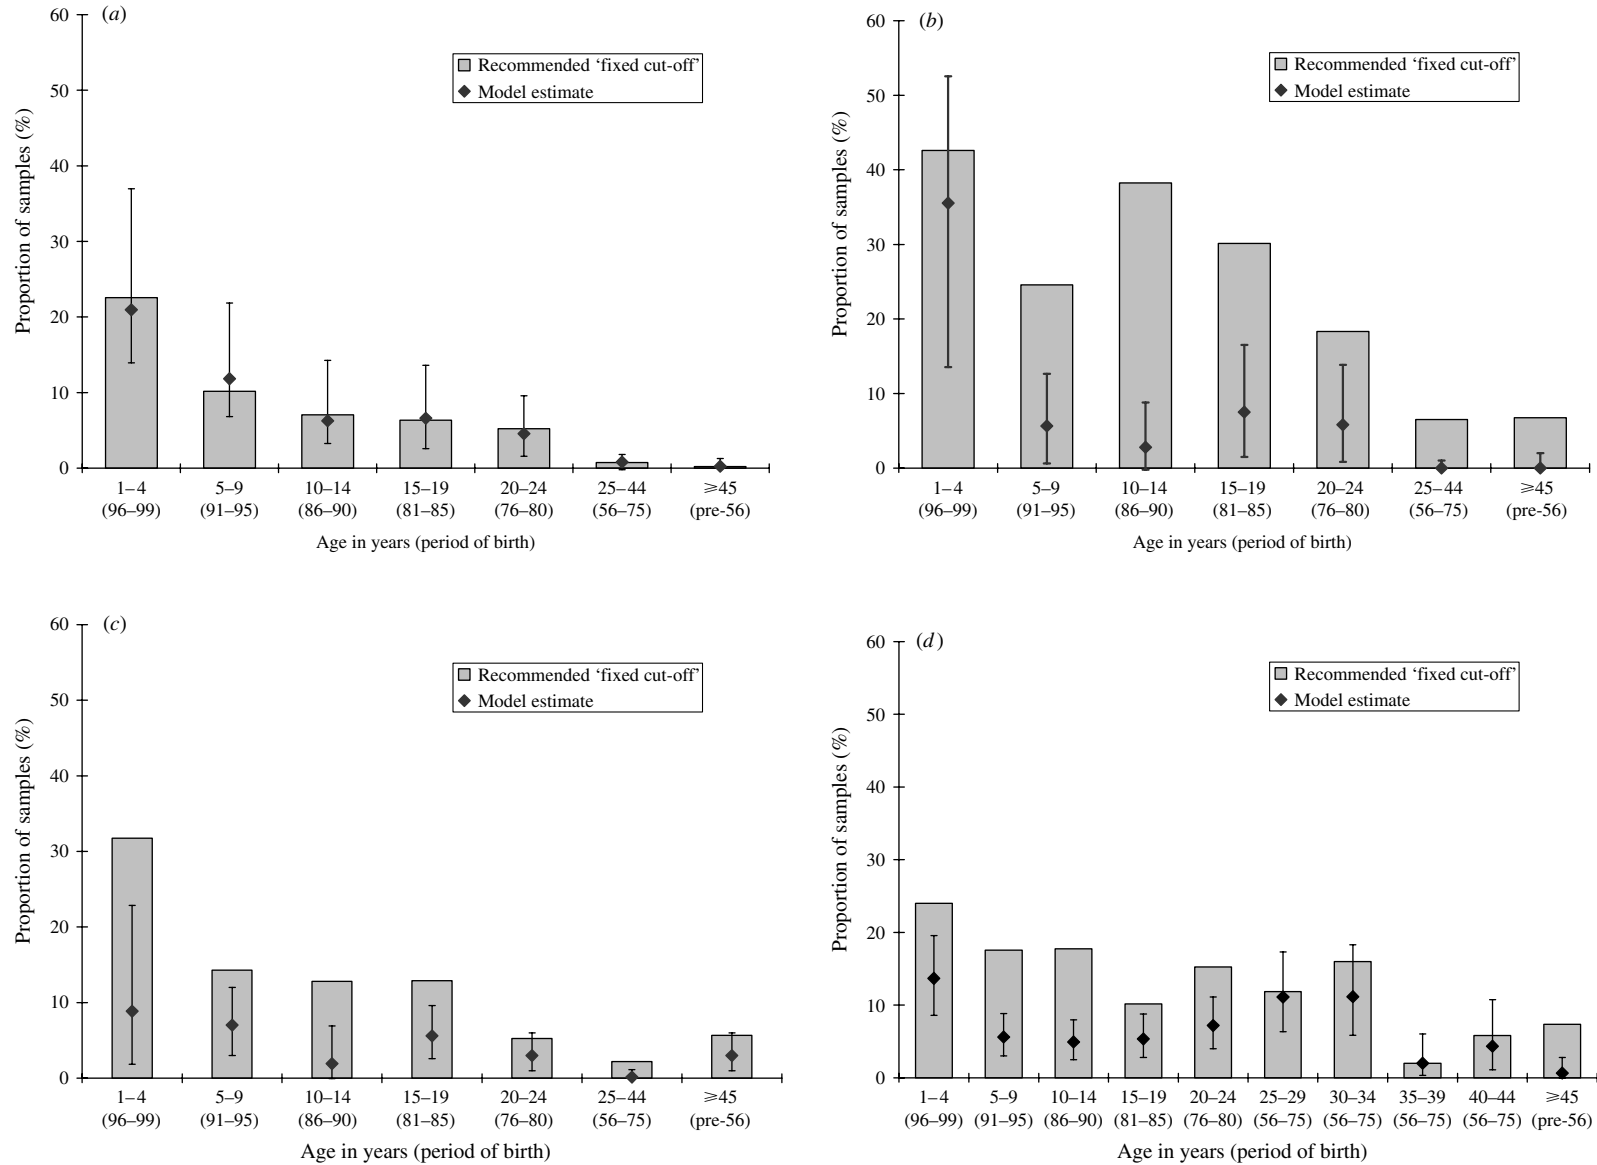 (a)
60
50
40
30
20
10
0
Proportion of samples (%)
Recommended ‘fixed cut-off’
Model estimate
1–4 5–9 10–14 15–19 20–24 25–44 ⩾45
(96–99) (91–95) (86–90) (81–85) (76–80) (56–75) (pre-56)
Age in years (period of birth)
(b)
60
50
40
30
20
10
0
Proportion of samples (%)
Recommended ‘fixed cut-off’
Model estimate
1–4 5–9 10–14 15–19 20–24 25–44 ⩾45
(96–99) (91–95) (86–90) (81–85) (76–80) (56–75) (pre-56)
Age in years (period of birth)
(c)
60
50
40
30
20
10
0
Proportion of samples (%)
Recommended ‘fixed cut-off’
Model estimate
1–4 5–9 10–14 15–19 20–24 25–44 ⩾45
(96–99) (91–95) (86–90) (81–85) (76–80) (56–75) (pre-56)
Age in years (period of birth)
(d)
60
50
40
30
20
10
0
Proportion of samples (%)
Recommended ‘fixed cut-off’
Model estimate
1–4 5–9 10–14 15–19 20–24 25–29 30–34 35–39 40–44 ⩾45
(96–99) (91–95) (86–90) (81–85) (76–80) (56–75) (56–75) (56–75) (56–75) (pre-56)
Age in years (period of birth)